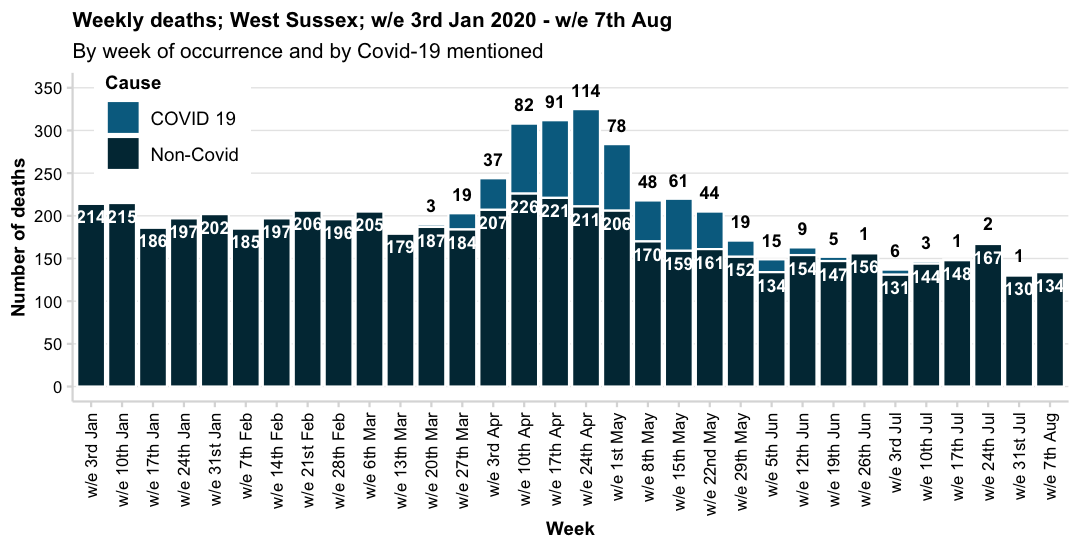 Weekly deaths; West Sussex; w/e 3rd Jan 2020 - w/e 7th Aug
By week of occurrence and by Covid-19 mentioned
Cause
COVID 19
Non-Covid
Number of deaths
350
300
250
200
150
100
50
0
3
19
37
82
91
114
78
48
61
44
19
15
9
5
1
6
3
1
2
1
214
215
186
197
202
185
197
206
196
205
179
187
184
207
226
221
211
206
170
159
161
152
134
154
147
156
131
144
148
167
130
134
w/e 3rd Jan
w/e 10th Jan
w/e 17th Jan
w/e 24th Jan
w/e 31st Jan
w/e 7th Feb
w/e 14th Feb
w/e 21st Feb
w/e 28th Feb
w/e 6th Mar
w/e 13th Mar
w/e 20th Mar
w/e 27th Mar
w/e 3rd Apr
w/e 10th Apr
w/e 17th Apr
w/e 24th Apr
w/e 1st May
w/e 8th May
w/e 15th May
w/e 22nd May
w/e 29th May
w/e 5th Jun
w/e 12th Jun
w/e 19th Jun
w/e 26th Jun
w/e 3rd Jul
w/e 10th Jul
w/e 17th Jul
w/e 24th Jul
w/e 31st Jul
w/e 7th Aug
Week